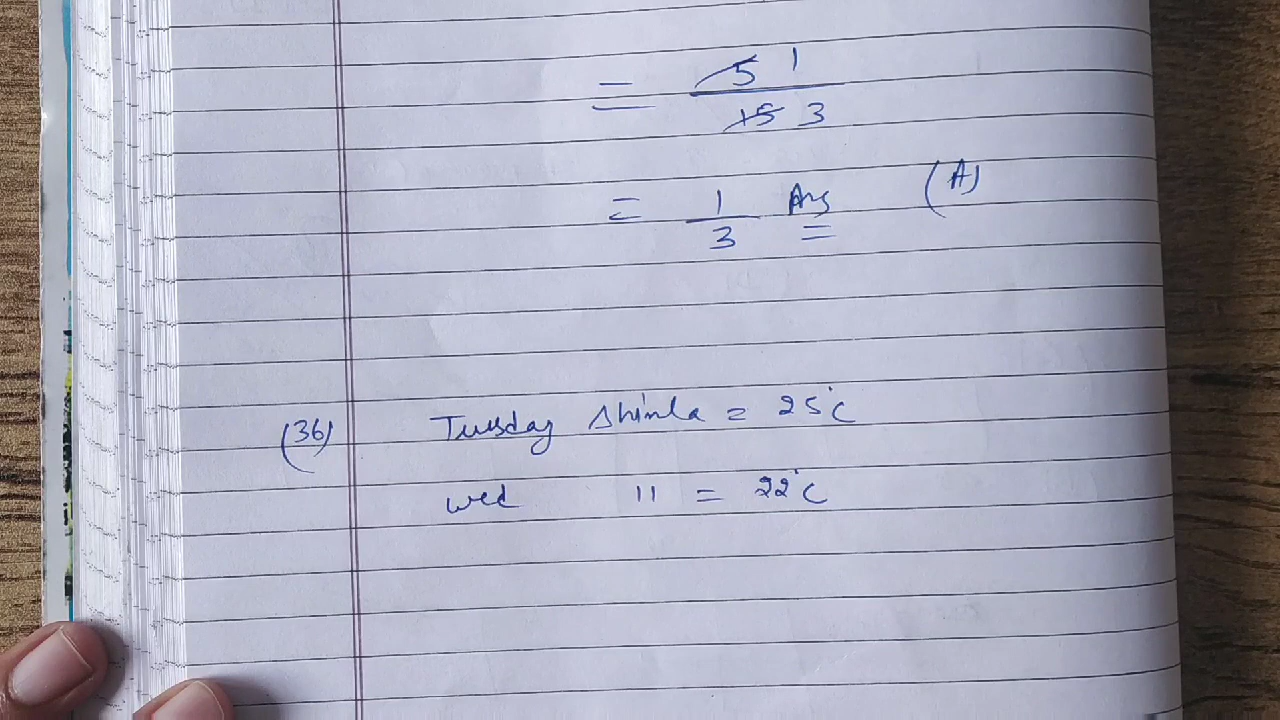 = 5 1
15 3
= 1 Ans (A)
3 =
(36) Tuesday Shimla = 25°C
wed 11 = 22°C